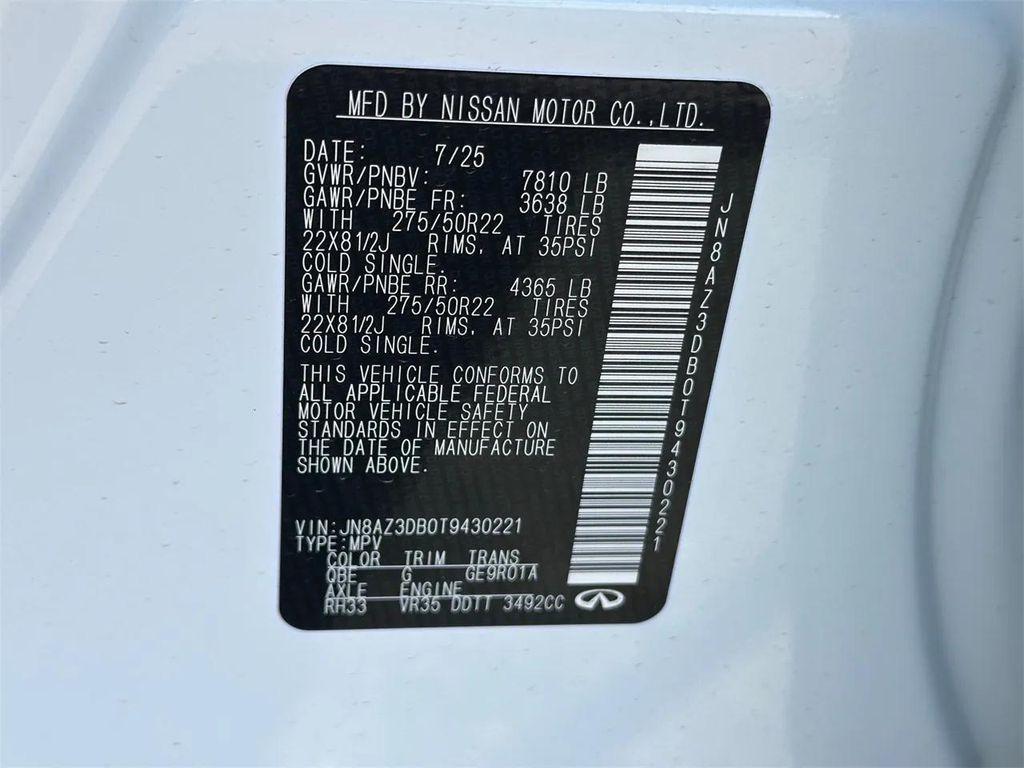 MFD BY NISSAN MOTOR CO.,LTD.
DATE: 7/25
GVWR/PNBV: 7810 LB
GAWR/PNBE FR: 3638 LB
WITH 275/50R22 TIRES
22X81/2J RIMS, AT 35PSI
COLD SINGLE.
GAWR/PNBE RR: 4365 LB
WITH 275/50R22 TIRES
22X81/2J RIMS, AT 35PSI
COLD SINGLE.
THIS VEHICLE CONFORMS TO
ALL APPLICABLE FEDERAL
MOTOR VEHICLE SAFETY
STANDARDS IN EFFECT ON
THE DATE OF MANUFACTURE
SHOWN ABOVE.
VIN:JN8AZ3DB0T9430221
TYPE:MPV
COLOR TRIM TRANS
QBE G GE9R01A
AXLE ENGINE
RH33 VR35 DDTT 3492CC
JN8AZ3DB0T9430221